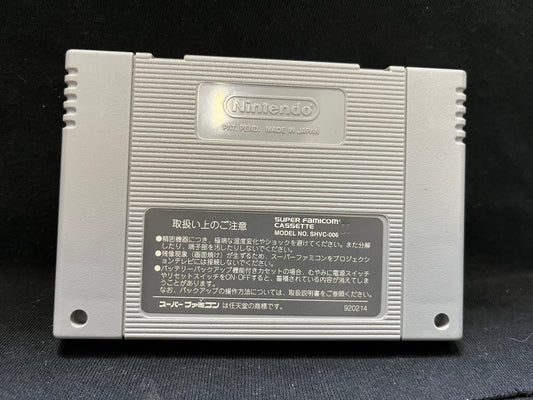 Nintendo
PAT. PEND. MADE IN JAPAN
取扱い上のご注意
SUPER FAMICOM
CASSETTE
MODEL NO. SHVC-006
●精密機器につき、極端な温度変化やショックを避けてください。また分解
したり、端子部を汚したりしないでください。
●残像現象(画面焼け)が生ずるため、スーパーファミコンをプロジェクシ
ョンテレビには接続しないでください。
●バッテリーバックアップ機能付きカセットの場合、むやみに電源スイッチ
やリセットスイッチをON・OFFすると、蓄積されている内容が消えてしま
うことがあります。
なお、バックアップの操作方法については、取扱説明書をご参照ください。
スーパーファミコン は任天堂の商標です。
920214